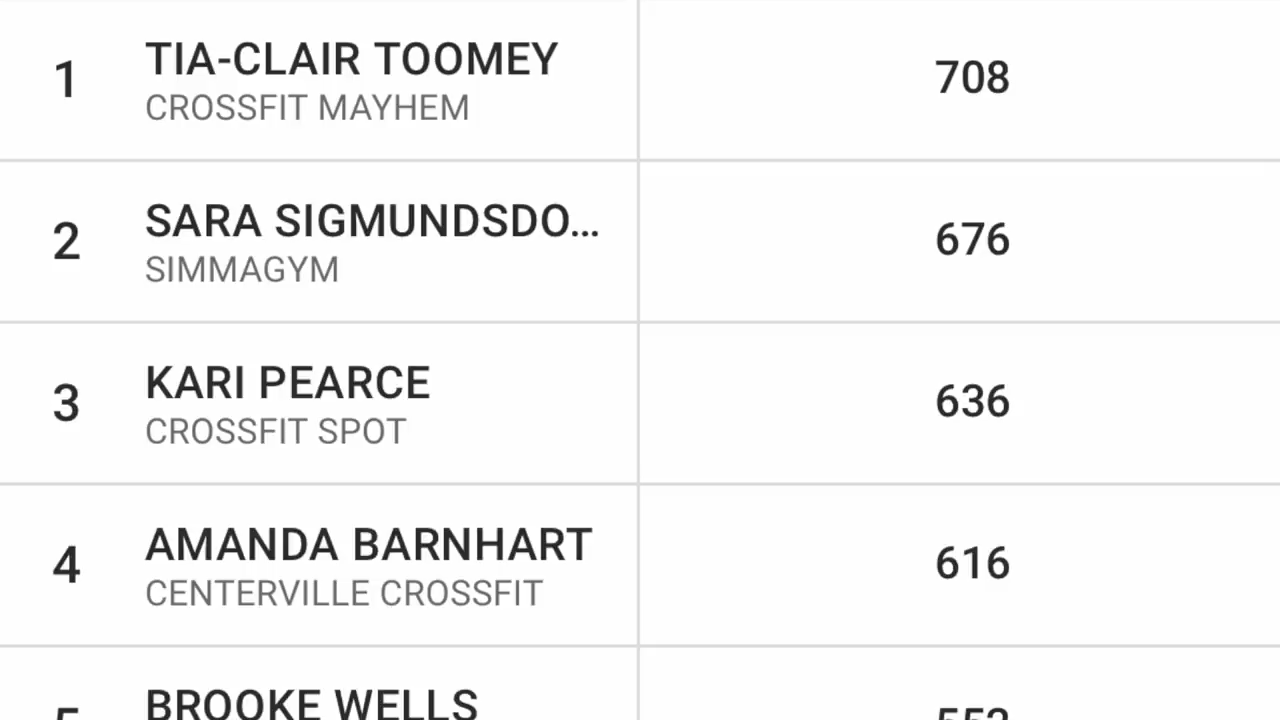 1
TIA-CLAIR TOOMEY
CROSSFIT MAYHEM
708
2
SARA SIGMUNDSDO...
SIMMAGYM
676
3
KARI PEARCE
CROSSFIT SPOT
636
4
AMANDA BARNHART
CENTERVILLE CROSSFIT
616
5
BROOKE WELLS